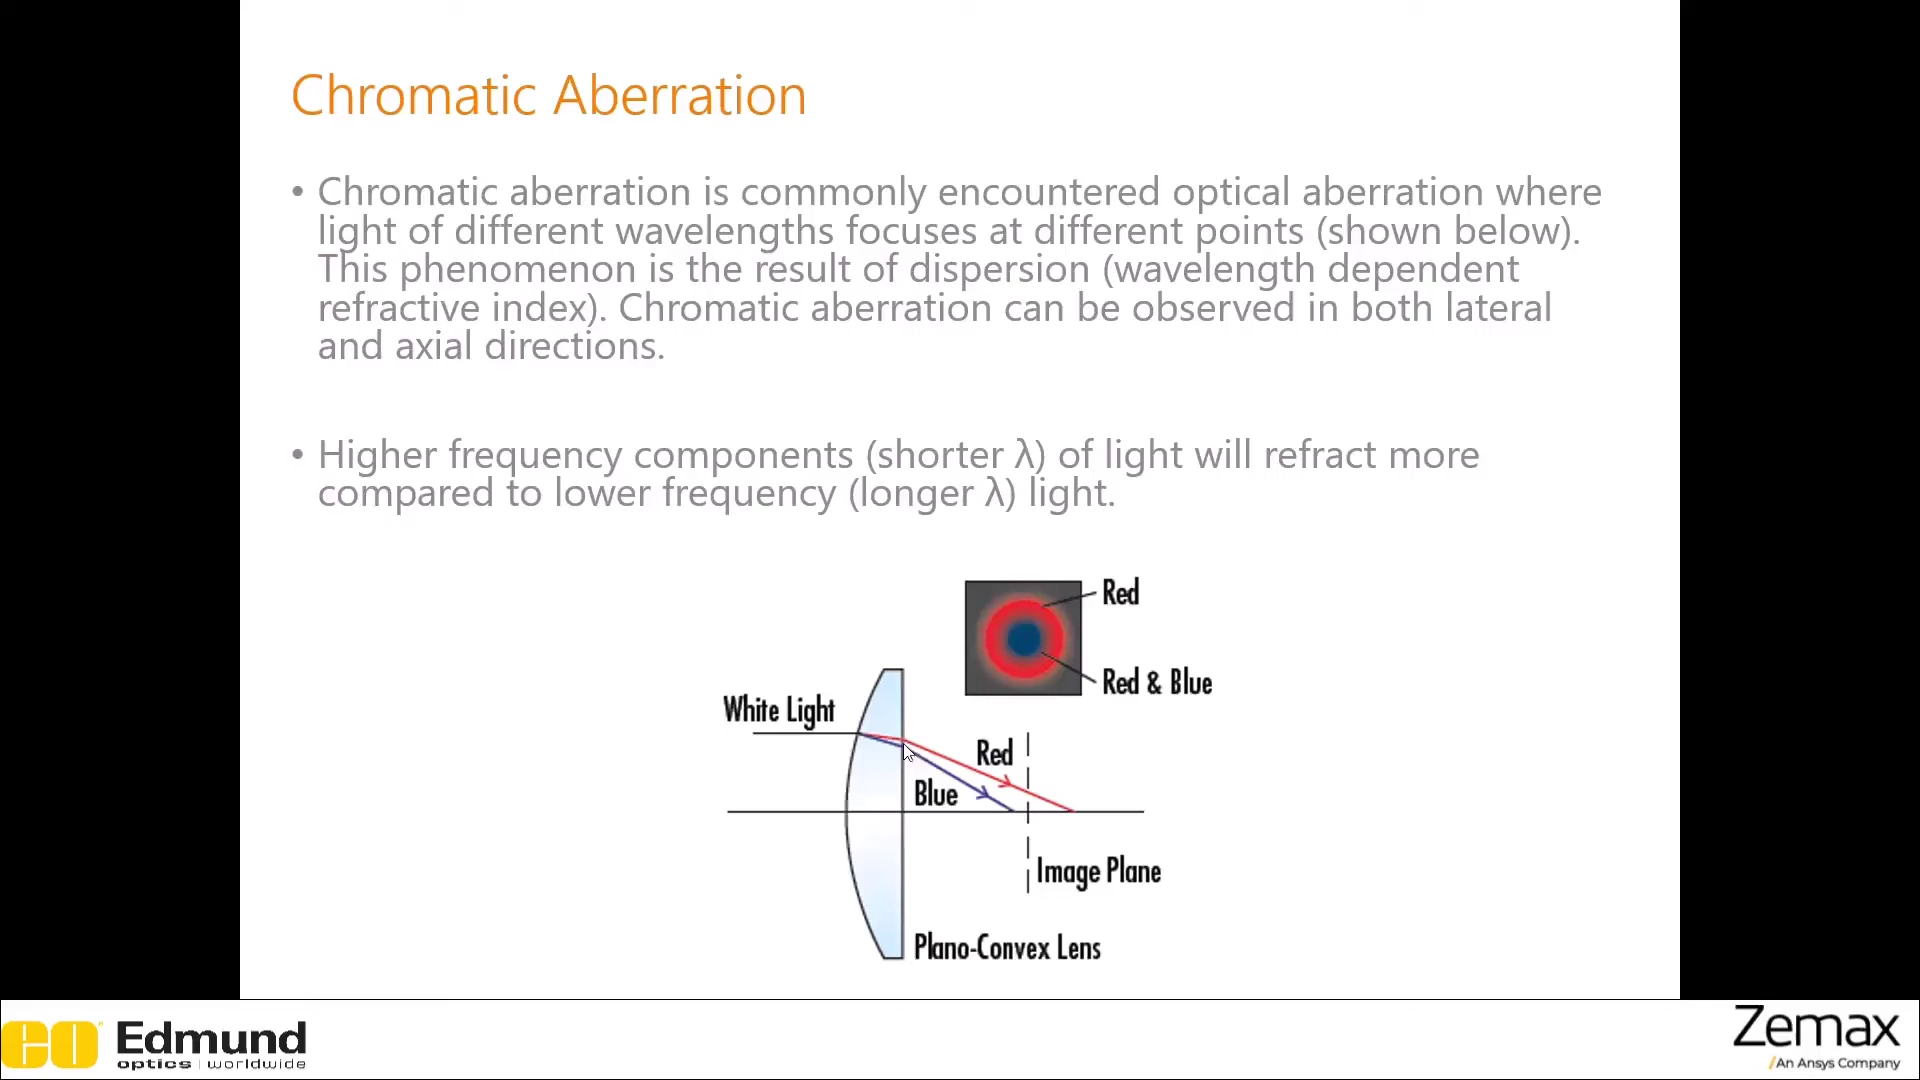 Chromatic Aberration
• Chromatic aberration is commonly encountered optical aberration where
light of different wavelengths focuses at different points (shown below).
This phenomenon is the result of dispersion (wavelength dependent
refractive index). Chromatic aberration can be observed in both lateral
and axial directions.
• Higher frequency components (shorter λ) of light will refract more
compared to lower frequency (longer λ) light.
Red
Red & Blue
White Light
Red
Blue
Image Plane
Plano-Convex Lens
EO Edmund
optics | worldwide
Zemax
/An Ansys Company